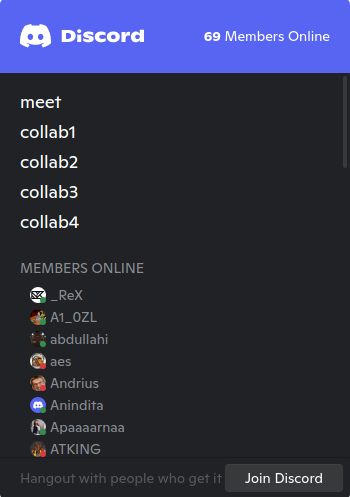 Discord
69 Members Online
meet
collab1
collab2
collab3
collab4
MEMBERS ONLINE
_ReX
A1_0ZL
abdullahi
aes
Andrius
Anindita
Apaaaarnaa
ATKING
Hangout with people who get it
Join Discord